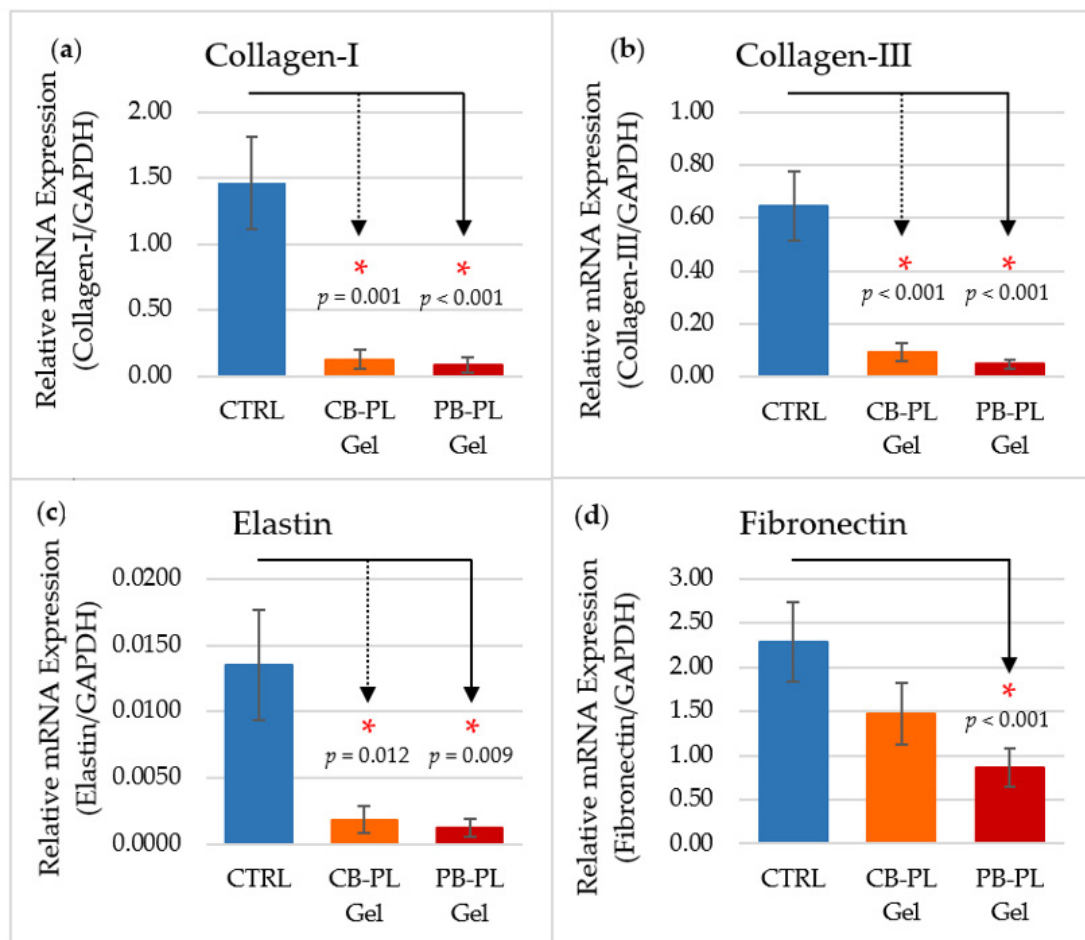 (a)
Collagen-I
Relative mRNA Expression
(Collagen-I/GAPDH)
2.00
1.50
1.00
0.50
0.00
*
*
p = 0.001
p < 0.001
CTRL
CB-PL
Gel
PB-PL
Gel
(b)
Collagen-III
Relative mRNA Expression
(Collagen-III/GAPDH)
1.00
0.80
0.60
0.40
0.20
0.00
*
*
p < 0.001
p < 0.001
CTRL
CB-PL
Gel
PB-PL
Gel
(c)
Elastin
Relative mRNA Expression
(Elastin/GAPDH)
0.0200
0.0150
0.0100
0.0050
0.0000
*
*
p = 0.012
p = 0.009
CTRL
CB-PL
Gel
PB-PL
Gel
(d)
Fibronectin
Relative mRNA Expression
(Fibronectin/GAPDH)
3.00
2.50
2.00
1.50
1.00
0.50
0.00
*
p < 0.001
CTRL
CB-PL
Gel
PB-PL
Gel